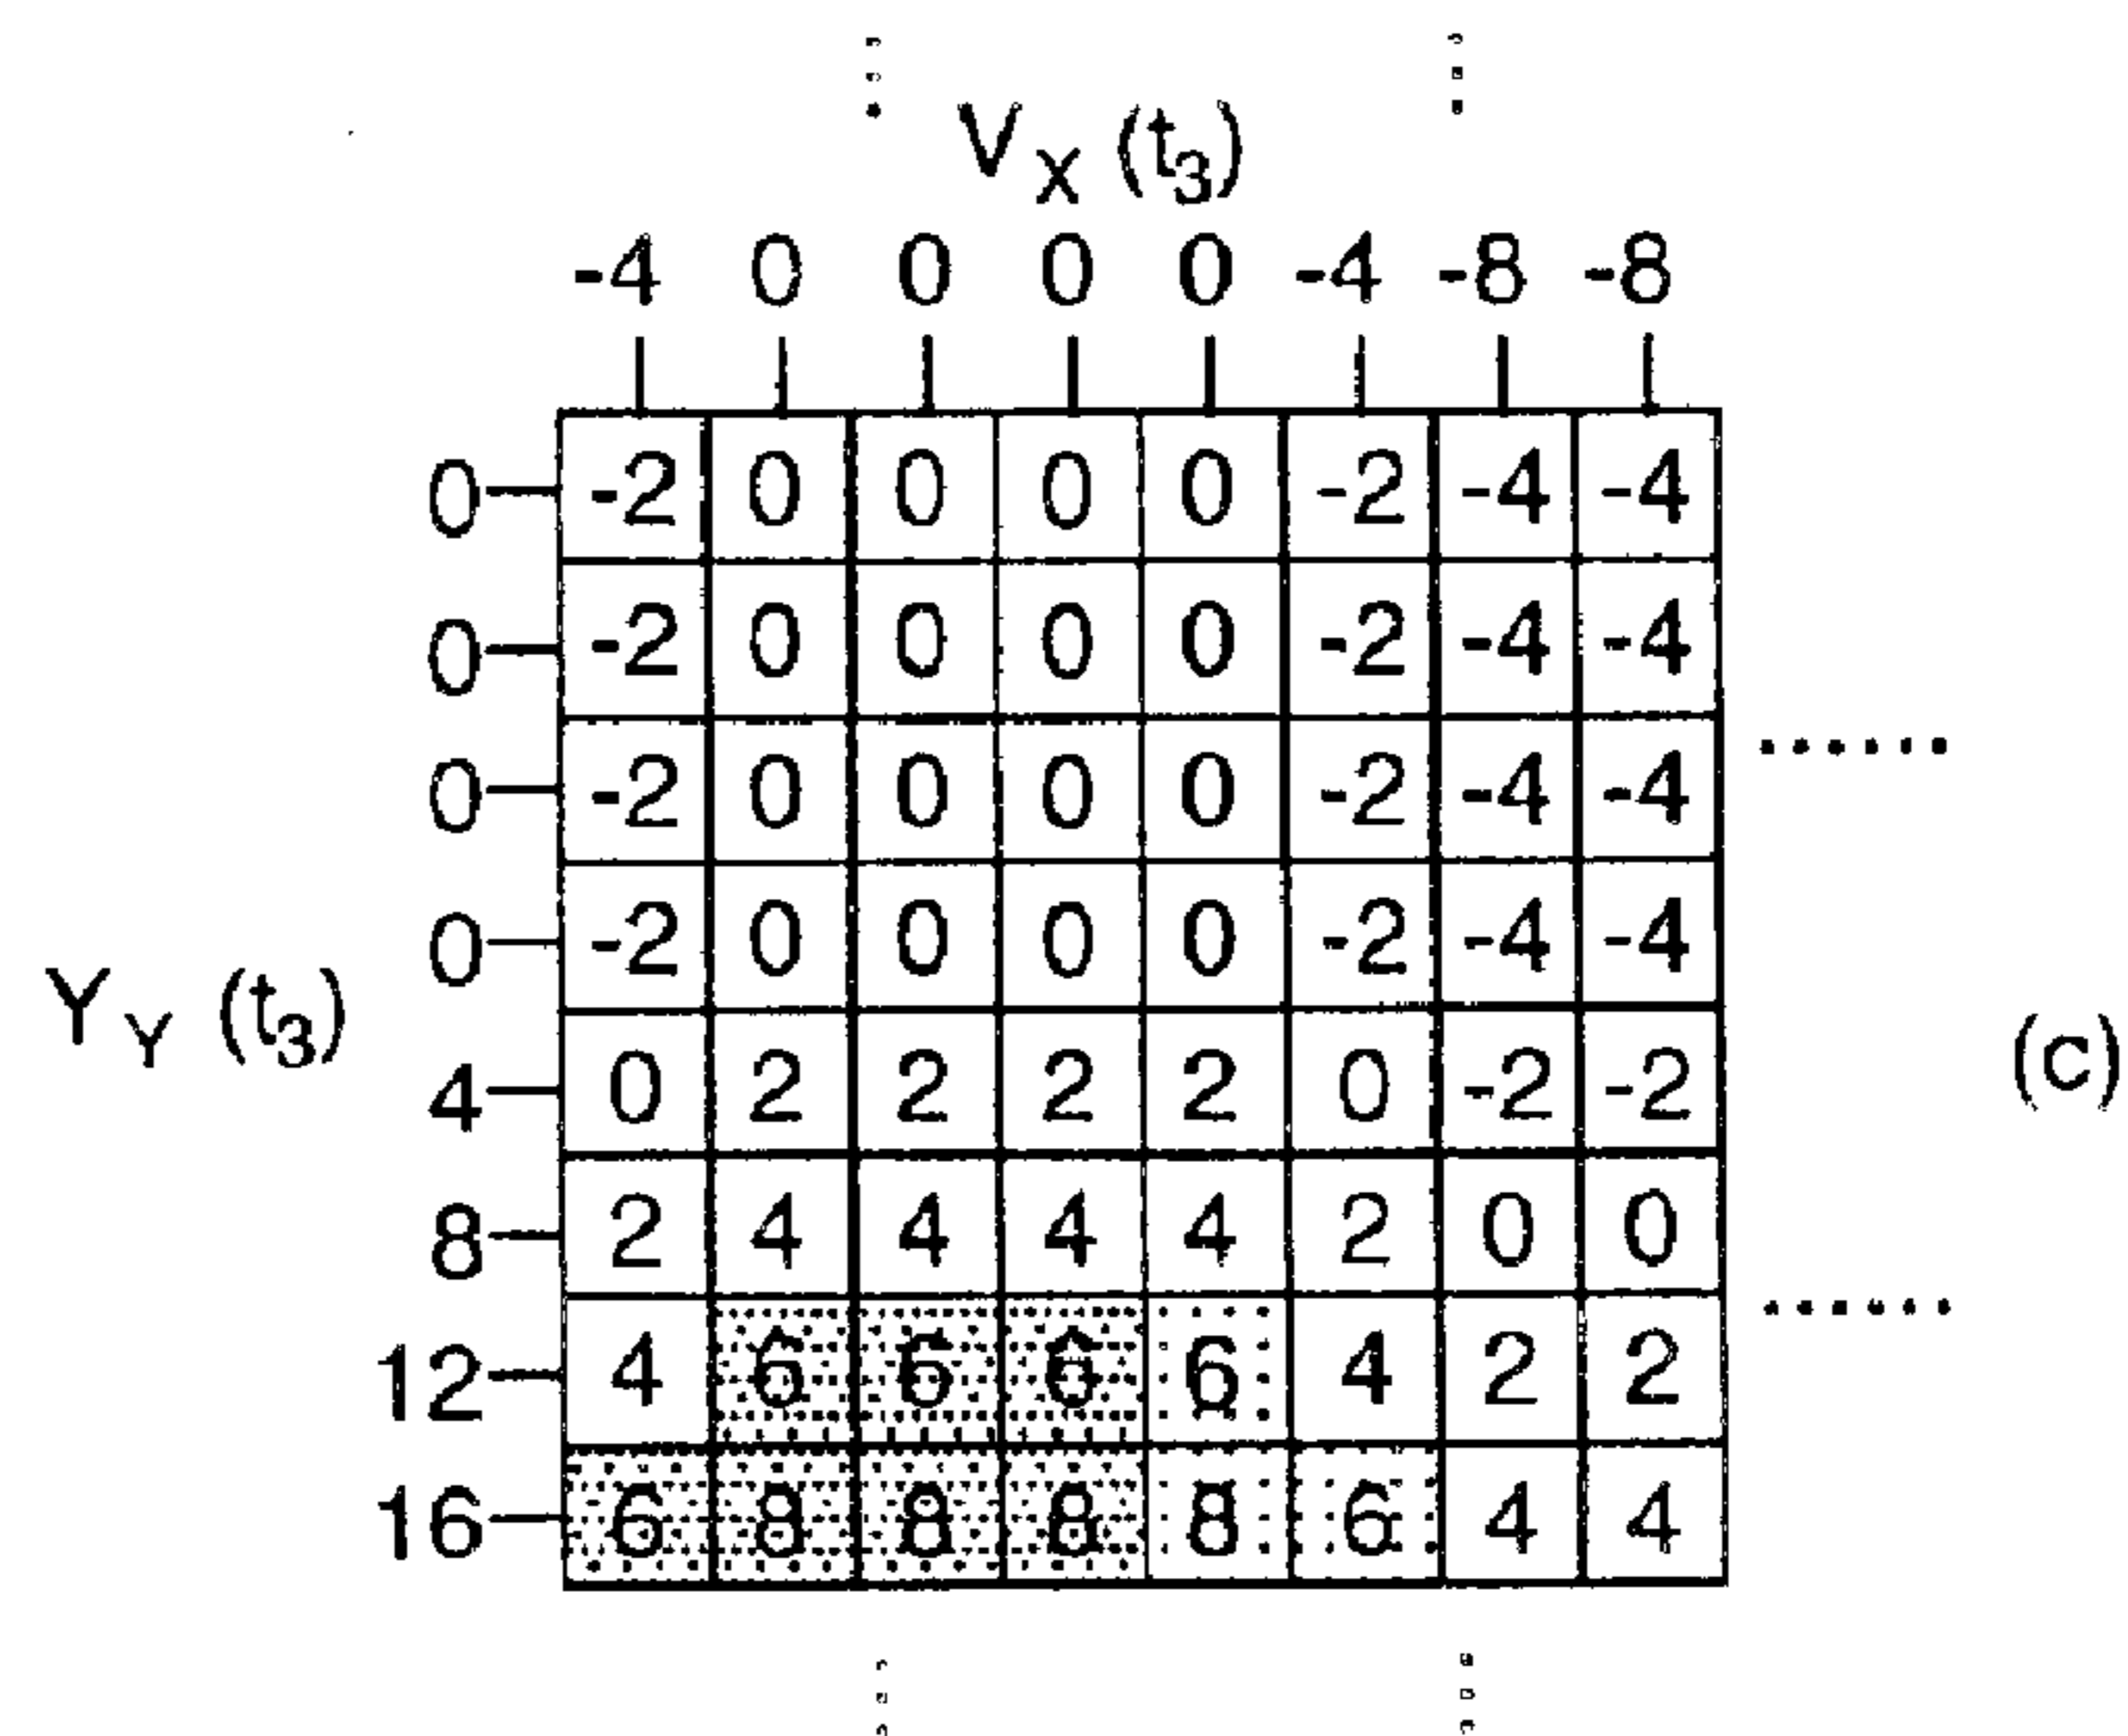 V_X (t_3)
-4 0 0 0 0 -4 -8 -8
0 -2 0 0 0 0 -2 -4 -4
0 -2 0 0 0 0 -2 -4 -4
0 -2 0 0 0 0 -2 -4 -4
0 -2 0 0 0 0 -2 -4 -4
Y_Y (t_3)
4 0 2 2 2 2 0 -2 -2
(c)
8 2 4 4 4 4 2 0 0
12 4 6 6 6 6 4 2 2
16 6 8 8 8 8 6 4 4